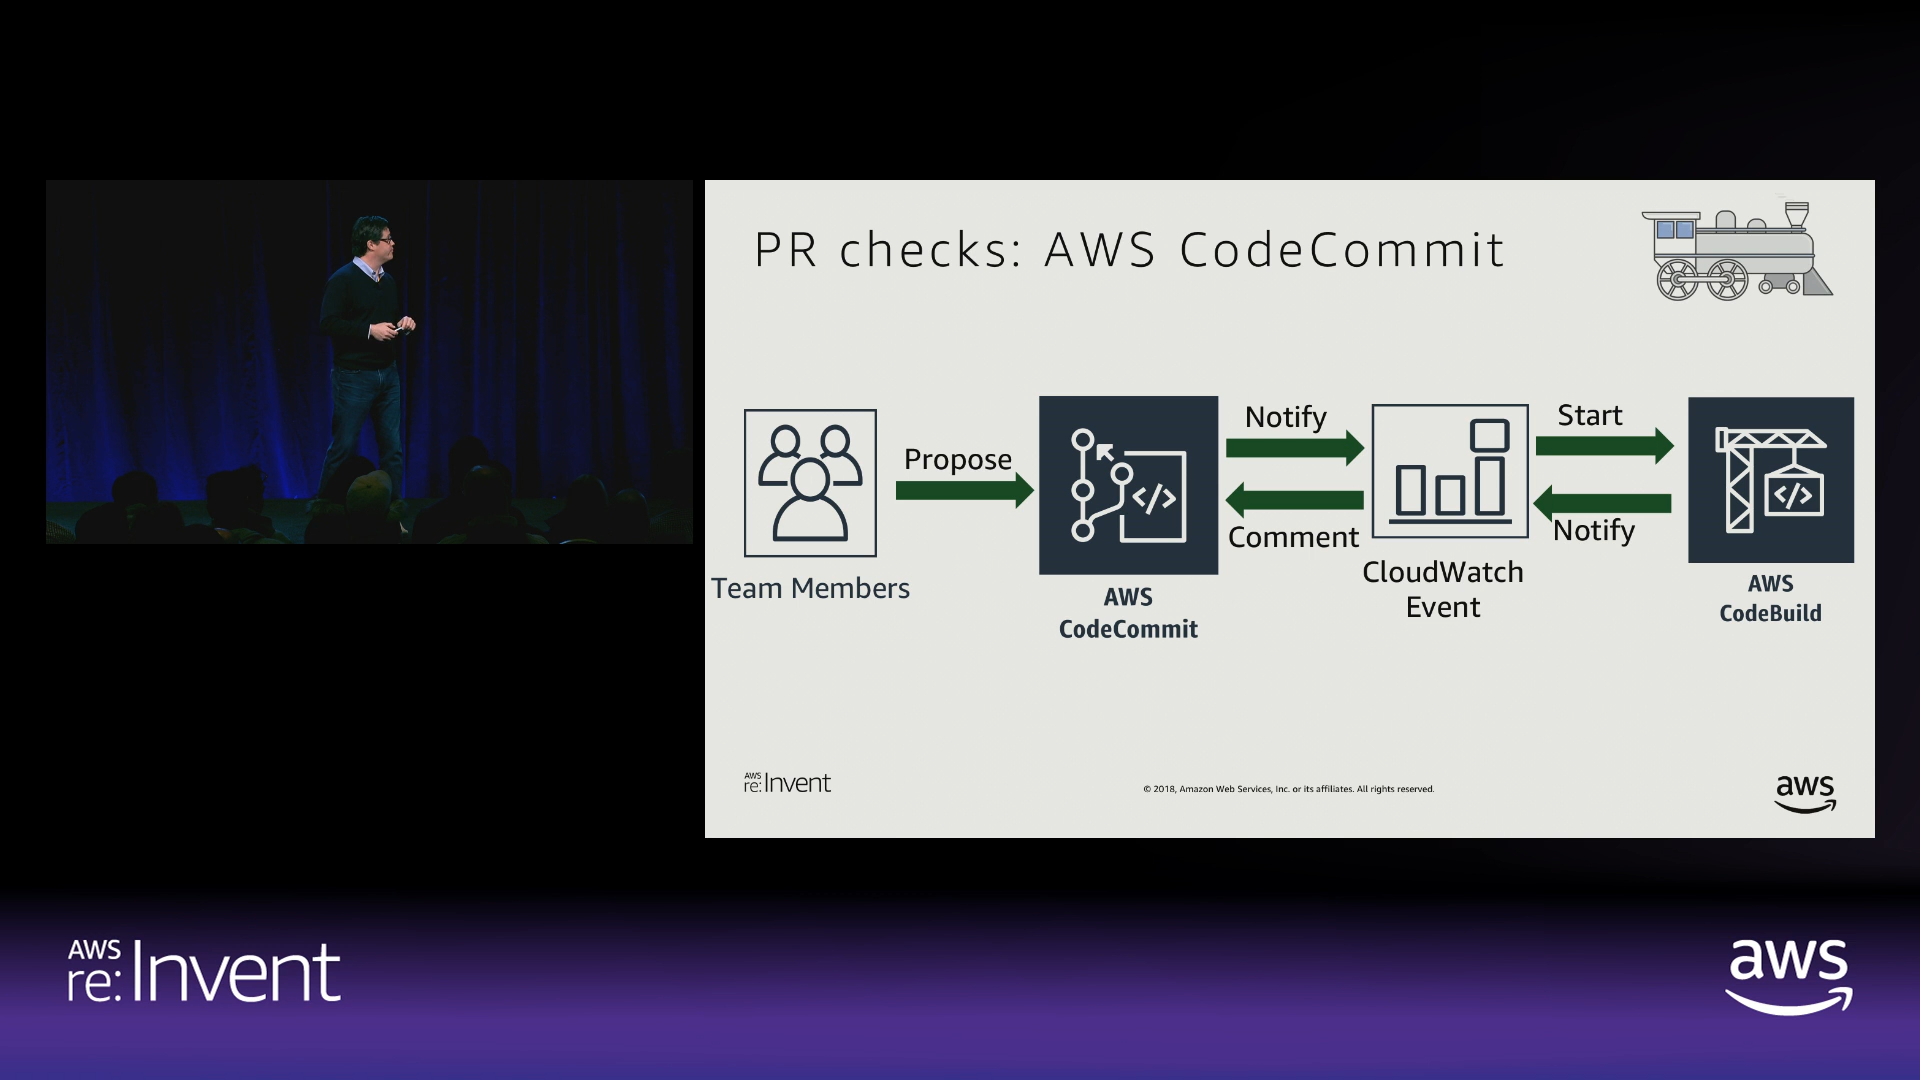 PR checks: AWS CodeCommit
Propose
Notify
Comment
Start
Notify
Team Members
AWS
CodeCommit
CloudWatch
Event
AWS
CodeBuild
</>
</>
AWS
re:Invent
© 2018, Amazon Web Services, Inc. or its affiliates. All rights reserved.
aws
AWS
re:Invent
aws